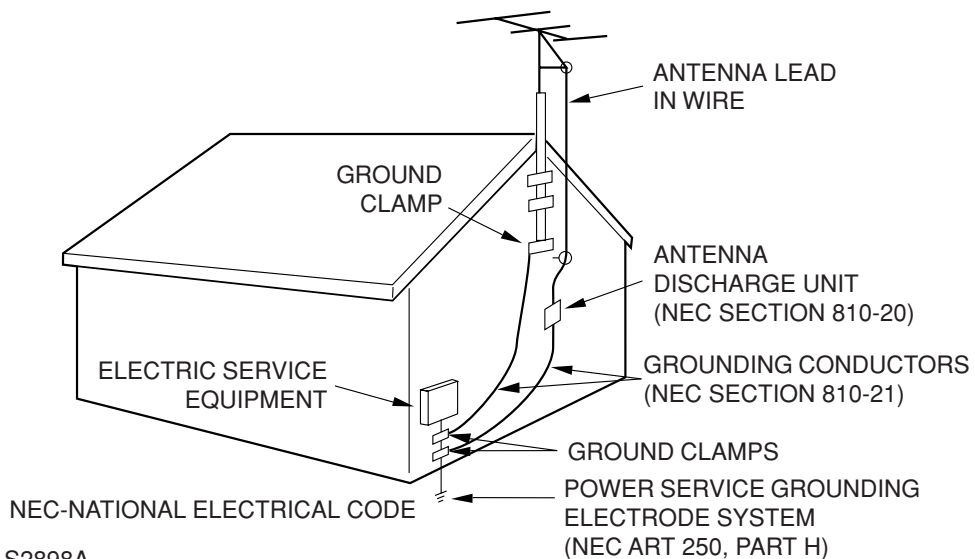 ANTENNA LEAD
IN WIRE
GROUND
CLAMP
ANTENNA
DISCHARGE UNIT
(NEC SECTION 810-20)
ELECTRIC SERVICE
EQUIPMENT
GROUNDING CONDUCTORS
(NEC SECTION 810-21)
GROUND CLAMPS
POWER SERVICE GROUNDING
ELECTRODE SYSTEM
(NEC ART 250, PART H)
NEC-NATIONAL ELECTRICAL CODE
S2898A